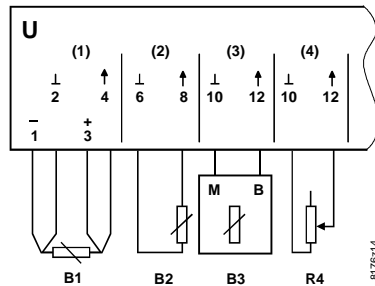 U
(1) (2) (3) (4)
⊥ ↑ ⊥ ↑ ⊥ ↑ ⊥ ↑
2 4 6 8 10 12 10 12
− +
1 3
M B
B1 B2 B3 R4
8176z14